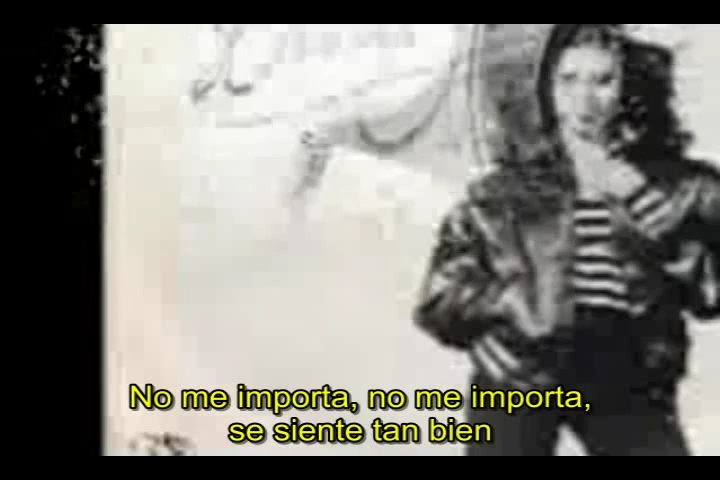 No me importa, no me importa,
se siente tan bien